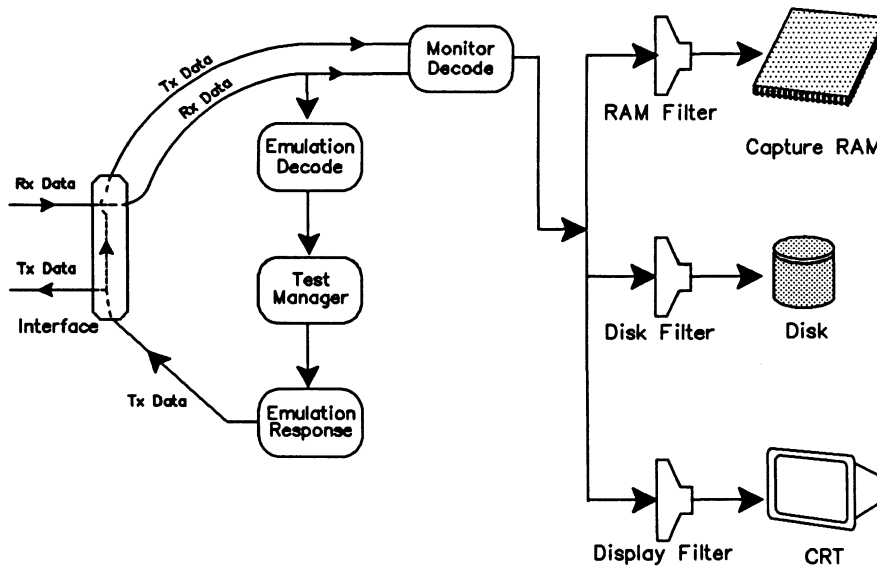 Tx Data
Rx Data
Monitor
Decode
RAM Filter
Capture RAM
Emulation
Decode
Rx Data
Tx Data
Interface
Test
Manager
Disk Filter
Disk
Tx Data
Emulation
Response
Display Filter
CRT